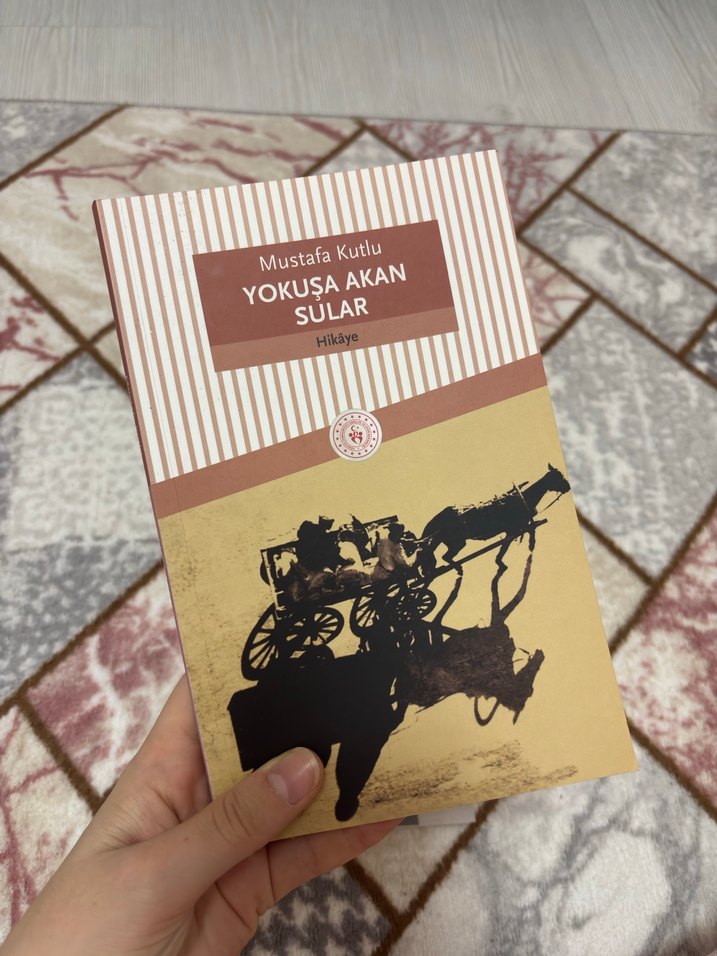 Mustafa Kutlu
YOKUŞA AKAN
SULAR
Hikâye